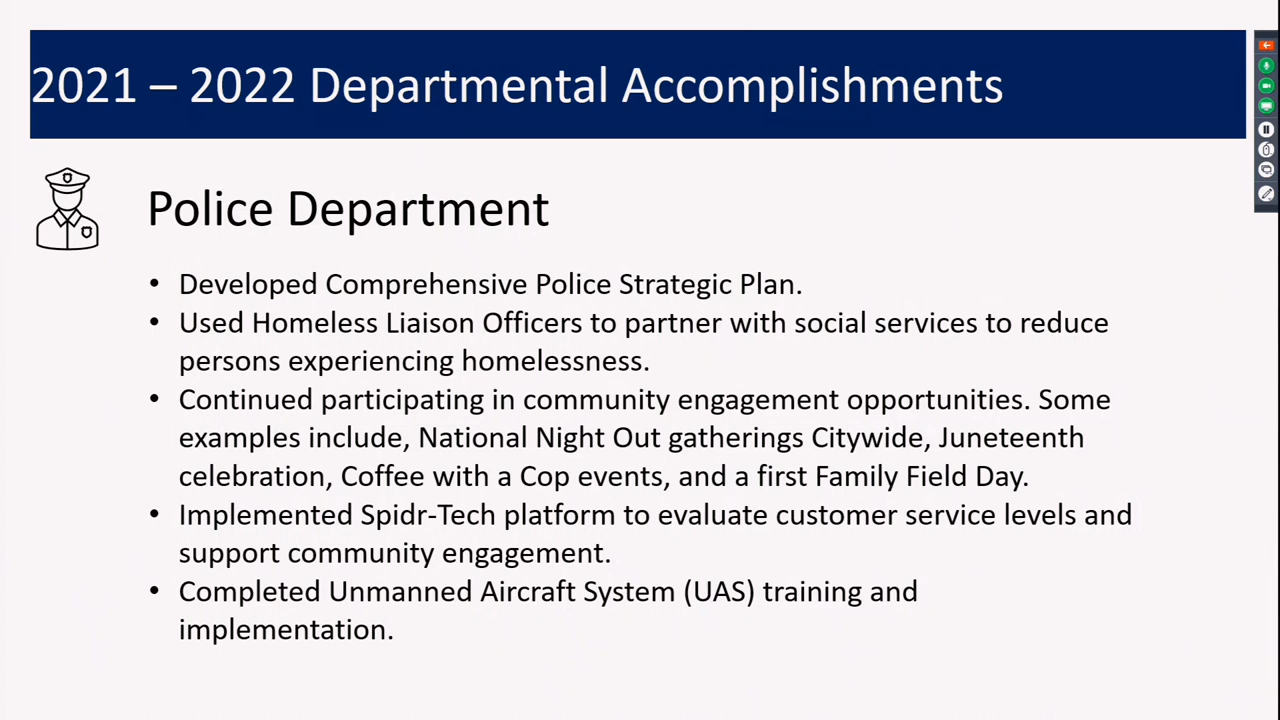 2021 – 2022 Departmental Accomplishments
Police Department
• Developed Comprehensive Police Strategic Plan.
• Used Homeless Liaison Officers to partner with social services to reduce
persons experiencing homelessness.
• Continued participating in community engagement opportunities. Some
examples include, National Night Out gatherings Citywide, Juneteenth
celebration, Coffee with a Cop events, and a first Family Field Day.
• Implemented Spidr-Tech platform to evaluate customer service levels and
support community engagement.
• Completed Unmanned Aircraft System (UAS) training and
implementation.